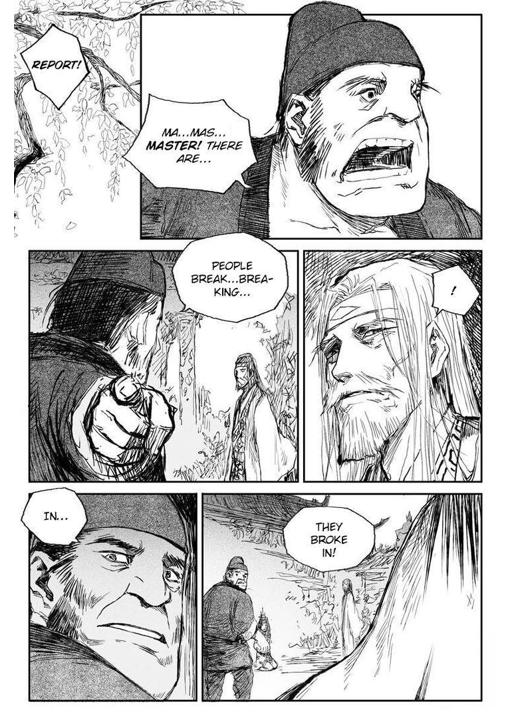 REPORT!
MA...MAS...
MASTER! THERE
ARE...
PEOPLE
BREAK...BREA-
KING...
!
IN...
THEY
BROKE
IN!